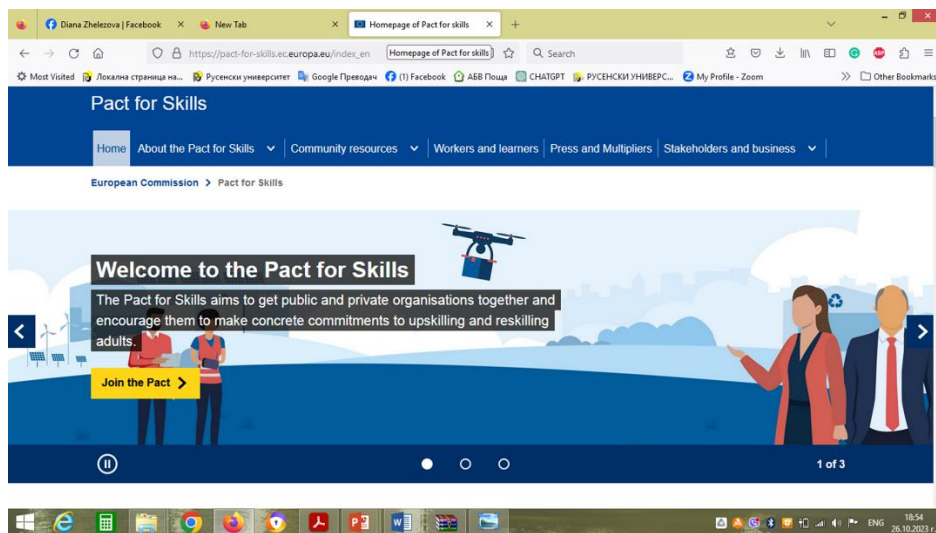 Diana Zhelezova | Facebook
New Tab
Homepage of Pact for skills
https://pact-for-skills.ec.europa.eu/index_en
Homepage of Pact for skills
Search
Most Visited
Локална страница на...
Русенски университет
Google Преводач
(1) Facebook
АБВ Поща
CHATGPT
РУСЕНСКИ УНИВЕРС...
My Profile - Zoom
Other Bookmarks
Pact for Skills
Home
About the Pact for Skills
Community resources
Workers and learners
Press and Multipliers
Stakeholders and business
European Commission > Pact for Skills
Welcome to the Pact for Skills
The Pact for Skills aims to get public and private organisations together and
encourage them to make concrete commitments to upskilling and reskilling
adults.
Join the Pact
1 of 3
ENG
18:54
26.10.2023 г.